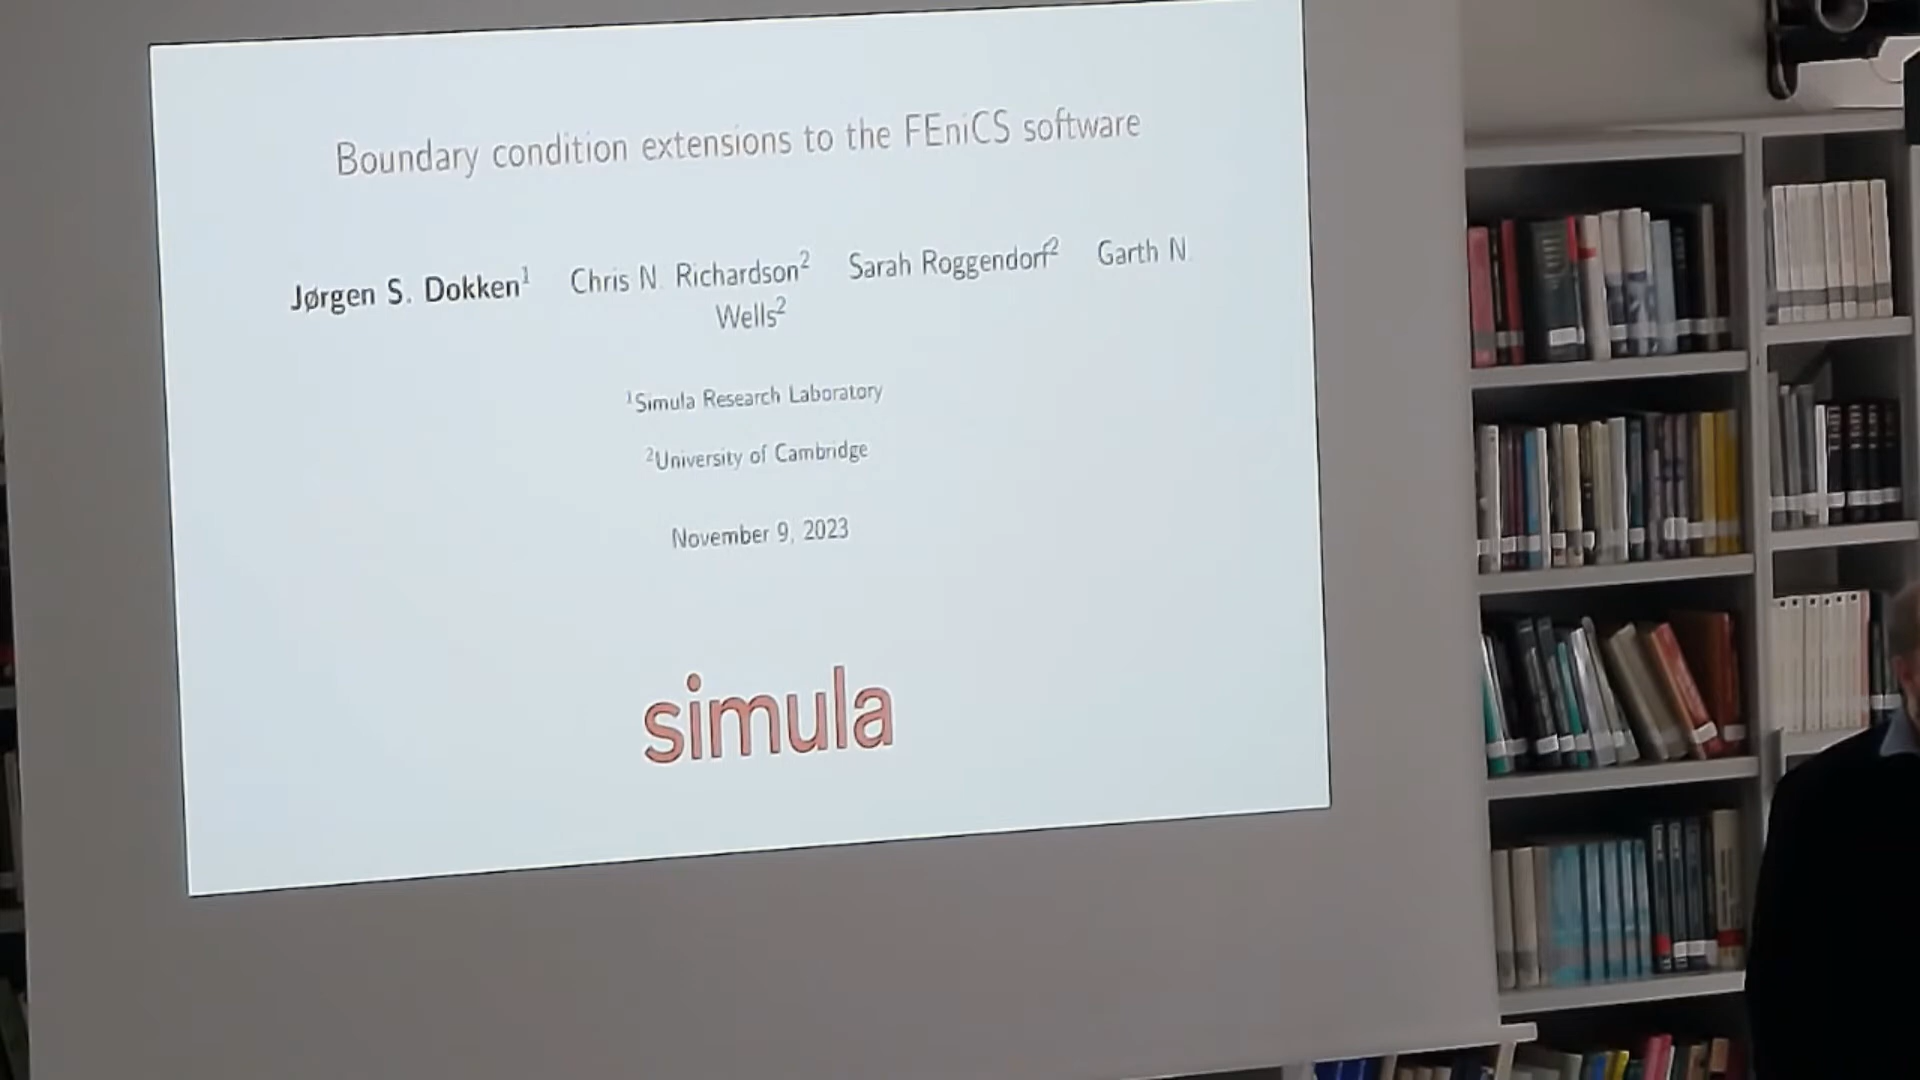 Boundary condition extensions to the FEniCS software
Jørgen S. Dokken¹ Chris N. Richardson² Sarah Roggendorf² Garth N.
Wells²
¹Simula Research Laboratory
²University of Cambridge
November 9, 2023
simula